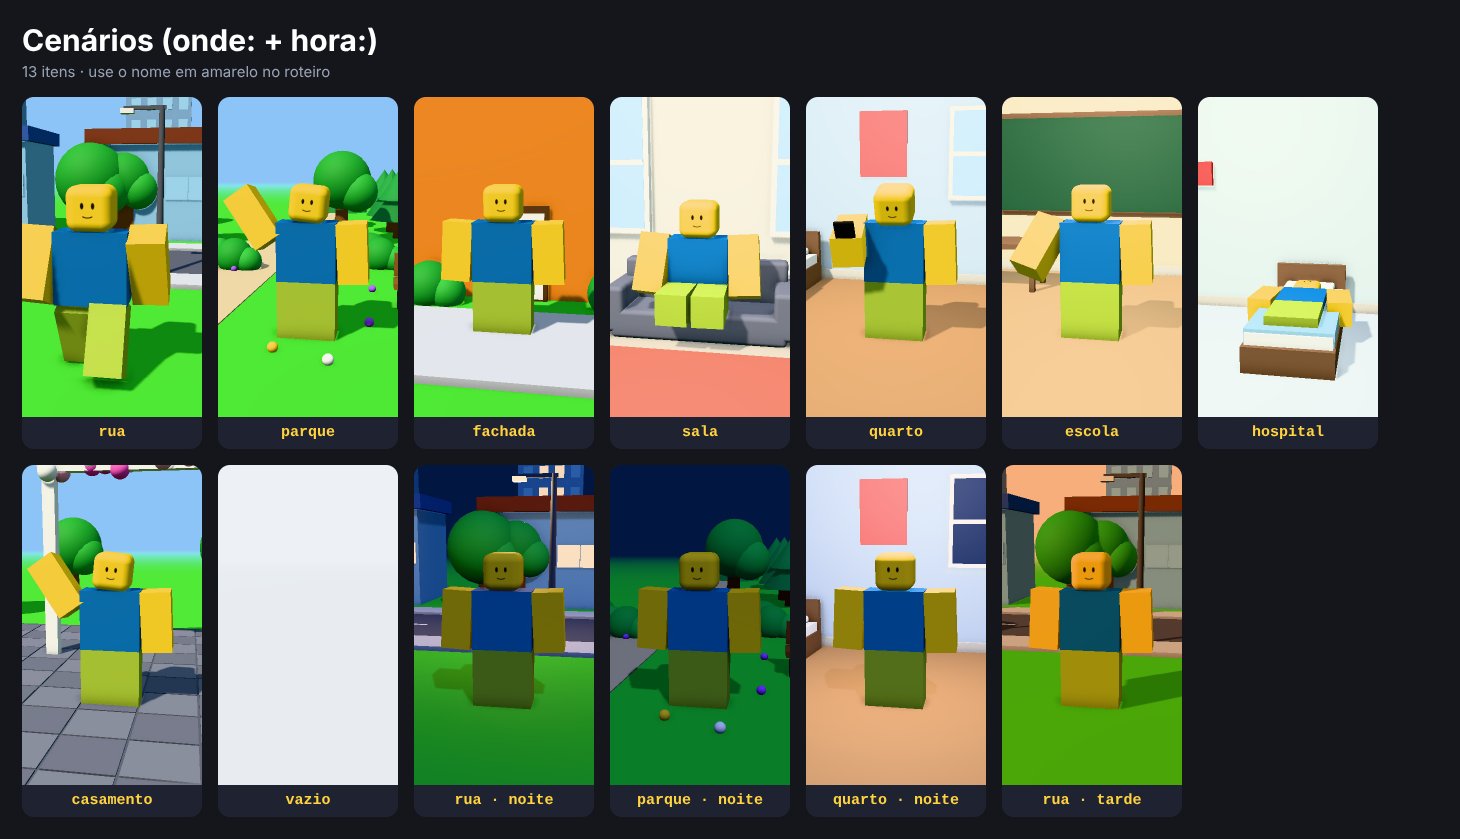 Cenários (onde: + hora:)
13 itens · use o nome em amarelo no roteiro
rua
parque
fachada
sala
quarto
escola
hospital
casamento
vazio
rua · noite
parque · noite
quarto · noite
rua · tarde